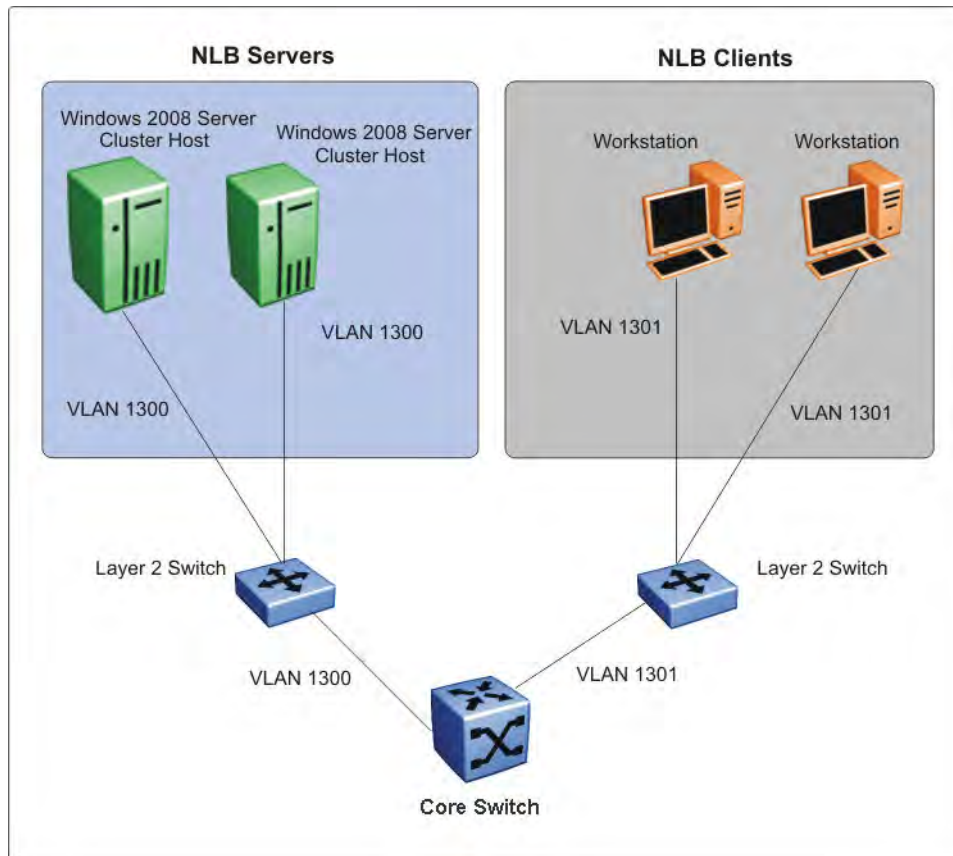 NLB Servers
NLB Clients
Windows 2008 Server
Cluster Host
Windows 2008 Server
Cluster Host
Workstation
Workstation
VLAN 1300
VLAN 1301
VLAN 1300
VLAN 1301
Layer 2 Switch
Layer 2 Switch
VLAN 1300
VLAN 1301
Core Switch